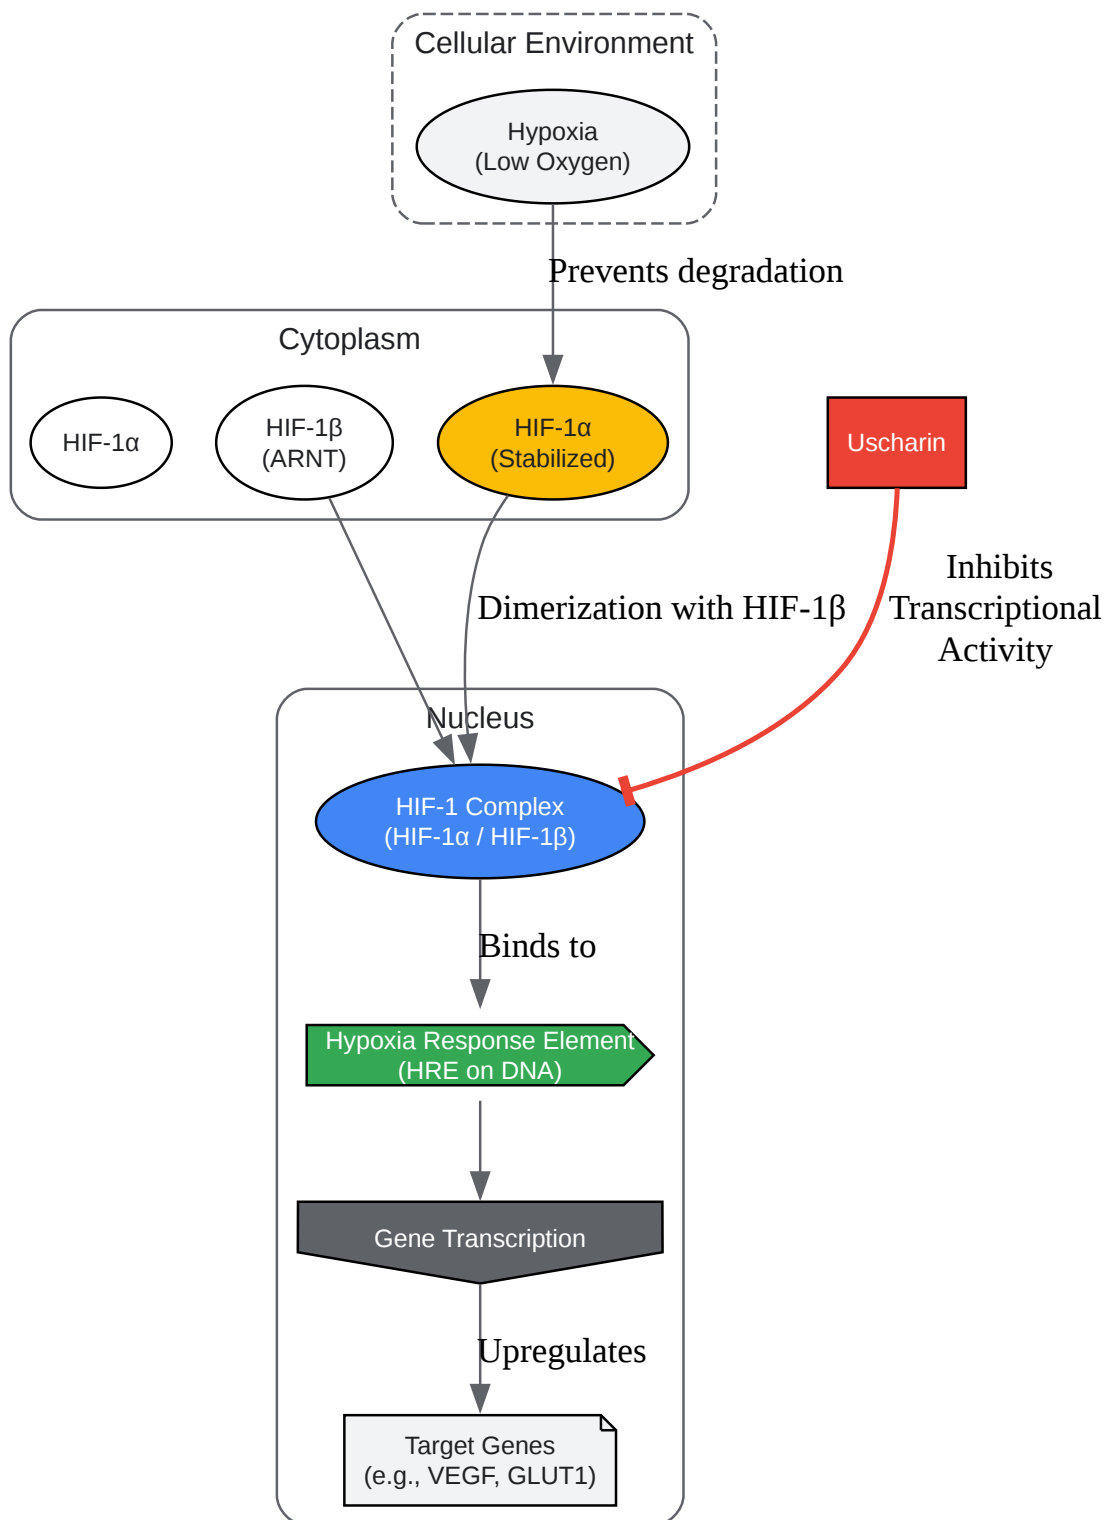 Cellular Environment
Hypoxia
(Low Oxygen)
Prevents degradation
Cytoplasm
HIF-1α
HIF-1β
(ARNT)
HIF-1α
(Stabilized)
Uscharin
Inhibits
Transcriptional
Activity
Dimerization with HIF-1β
Nucleus
HIF-1 Complex
(HIF-1α / HIF-1β)
Binds to
Hypoxia Response Element
(HRE on DNA)
Gene Transcription
Upregulates
Target Genes
(e.g., VEGF, GLUT1)